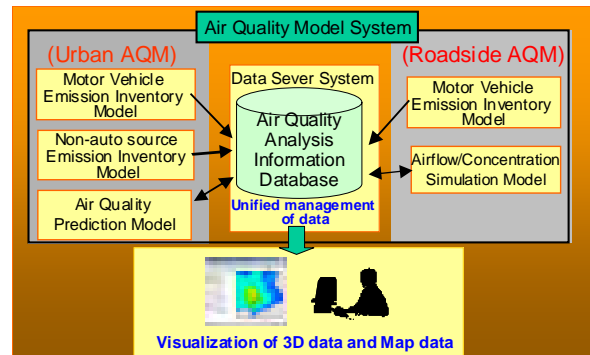 Air Quality Model System
(Urban AQM)
Motor Vehicle
Emission Inventory
Model
Non-auto source
Emission Inventory
Model
Air Quality
Prediction Model
Data Sever System
Air Quality
Analysis
Information
Database
Unified management
of data
(Roadside AQM)
Motor Vehicle
Emission Inventory
Model
Airflow/Concentration
Simulation Model
Visualization of 3D data and Map data